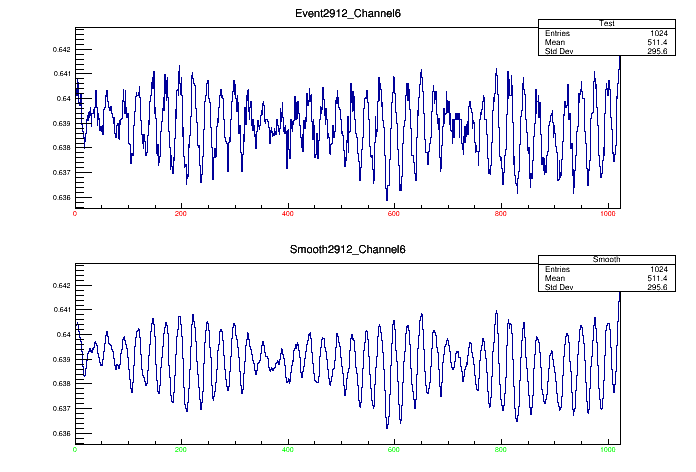 Event2912_Channel6
Test
Entries 1024
Mean 511.4
Std Dev 295.6
0.642
0.641
0.64
0.639
0.638
0.637
0.636
0 200 400 600 800 1000
Smooth2912_Channel6
Smooth
Entries 1024
Mean 511.4
Std Dev 295.6
0.642
0.641
0.64
0.639
0.638
0.637
0.636
0 200 400 600 800 1000